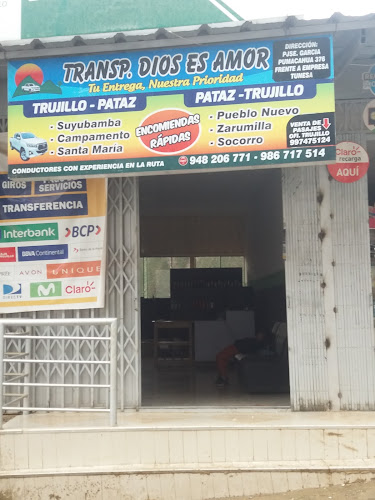 TRANSP. DIOS ES AMOR
Tu Entrega, Nuestra Prioridad
DIRECCIÓN:
PJSE. GARCIA
PUMACAHUA 376
FRENTE A EMPRESA
TUNESA
TRUJILLO - PATAZ
PATAZ -TRUJILLO
- Suyubamba
- Campamento
- Santa María
ENCOMIENDAS
RÁPIDAS
- Pueblo Nuevo
- Zarumilla
- Socorro
VENTA DE
PASAJES
OFI. TRUJILLO
997475124
CONDUCTORES CON EXPERIENCIA EN LA RUTA
948 206 771 - 986 717 514
Claro
recarga
AQUÍ
GIROS
SERVICIOS
TRANSFERENCIA
Interbank
BCP
BBVA Continental
AVON
UNIQUE
DIRECTV
Claro